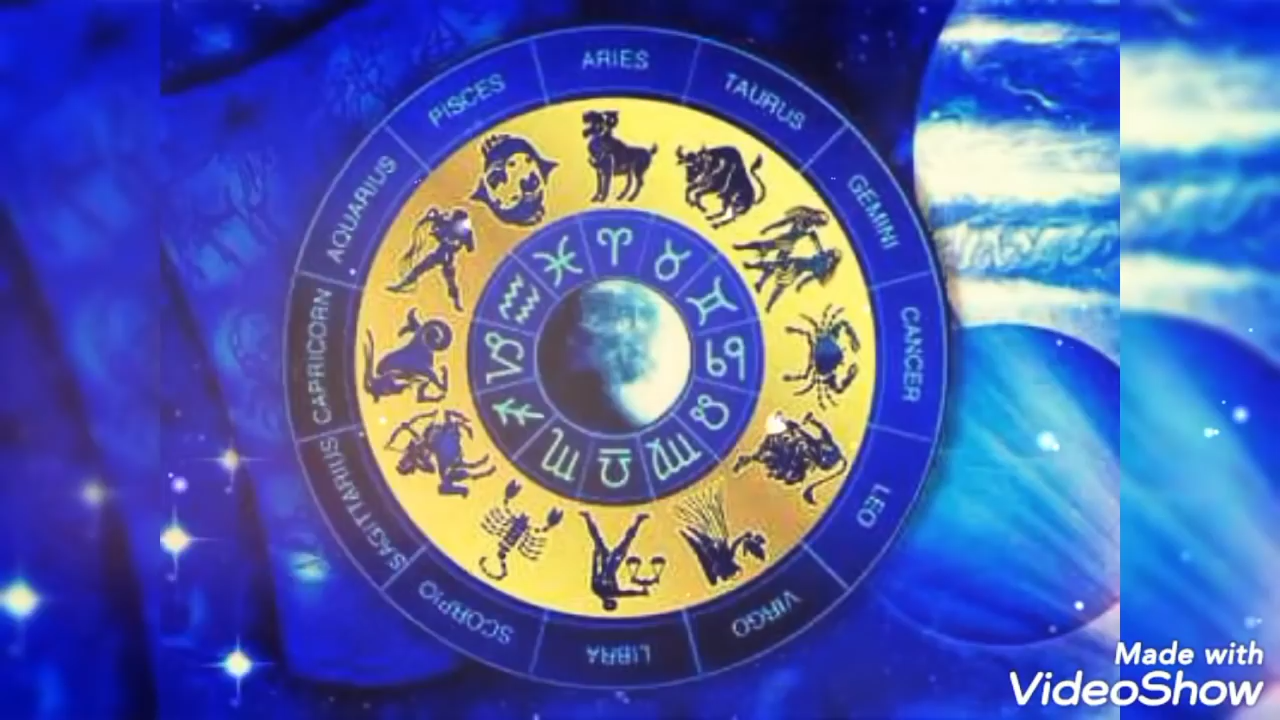 ARIES
TAURUS
GEMINI
CANCER
LEO
VIRGO
LIBRA
SCORPIO
SAGITTARIUS
CAPRICORN
AQUARIUS
PISCES
♈
♉
♊
♋
♌
♍
♎
♏
♐
♑
♒
♓
Made with
VideoShow